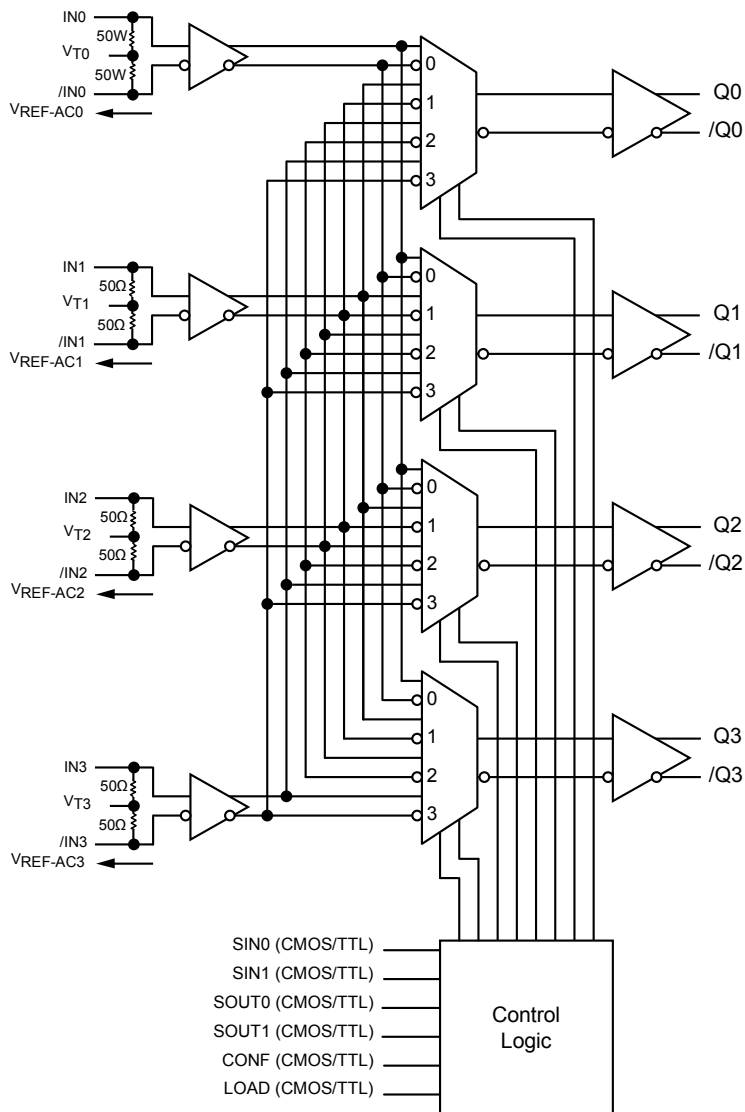 IN0
50W
VT0
50W
/IN0
VREF-AC0
0
1
2
3
Q0
/Q0
IN1
50Ω
VT1
50Ω
/IN1
VREF-AC1
0
1
2
3
Q1
/Q1
IN2
50Ω
VT2
50Ω
/IN2
VREF-AC2
0
1
2
3
Q2
/Q2
IN3
50Ω
VT3
50Ω
/IN3
VREF-AC3
0
1
2
3
Q3
/Q3
SIN0 (CMOS/TTL)
SIN1 (CMOS/TTL)
SOUT0 (CMOS/TTL)
SOUT1 (CMOS/TTL)
CONF (CMOS/TTL)
LOAD (CMOS/TTL)
Control
Logic